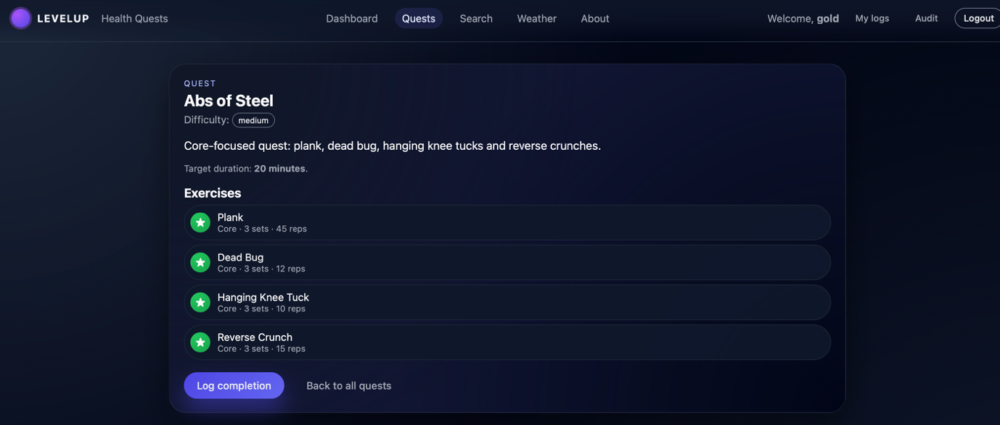 LEVELUP Health Quests Dashboard Quests Search Weather About Welcome, gold My logs Audit Logout
QUEST
Abs of Steel
Difficulty: medium
Core-focused quest: plank, dead bug, hanging knee tucks and reverse crunches.
Target duration: 20 minutes.
Exercises
Plank
Core · 3 sets · 45 reps
Dead Bug
Core · 3 sets · 12 reps
Hanging Knee Tuck
Core · 3 sets · 10 reps
Reverse Crunch
Core · 3 sets · 15 reps
Log completion Back to all quests